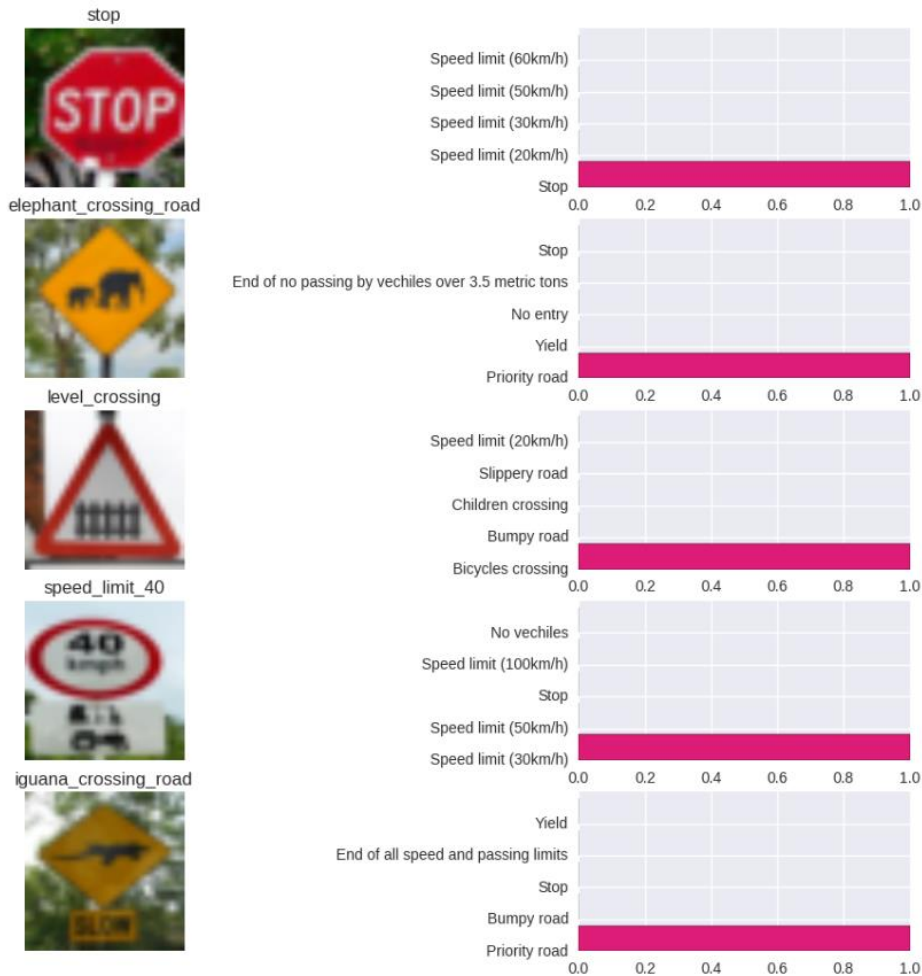 stop
STOP
Speed limit (60km/h)
Speed limit (50km/h)
Speed limit (30km/h)
Speed limit (20km/h)
Stop
0.0 0.2 0.4 0.6 0.8 1.0
elephant_crossing_road
Stop
End of no passing by vechiles over 3.5 metric tons
No entry
Yield
Priority road
0.0 0.2 0.4 0.6 0.8 1.0
level_crossing
Speed limit (20km/h)
Slippery road
Children crossing
Bumpy road
Bicycles crossing
0.0 0.2 0.4 0.6 0.8 1.0
speed_limit_40
40
kmph
No vechiles
Speed limit (100km/h)
Stop
Speed limit (50km/h)
Speed limit (30km/h)
0.0 0.2 0.4 0.6 0.8 1.0
iguana_crossing_road
SLOW
Yield
End of all speed and passing limits
Stop
Bumpy road
Priority road
0.0 0.2 0.4 0.6 0.8 1.0